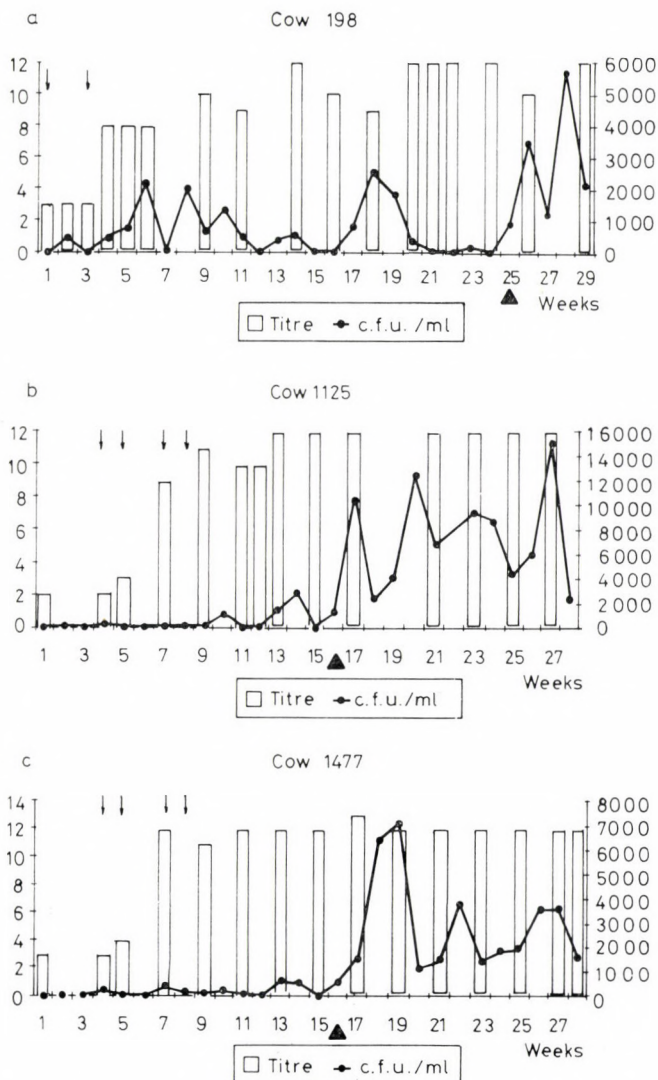 a
Cow 198
12 10 8 6 4 2 0
6000 5000 4000 3000 2000 1000 0
1 3 5 7 9 11 13 15 17 19 21 23 25 27 29
Weeks
Titre c.f.u./ml
b
Cow 1125
12 10 8 6 4 2 0
16000 14000 12000 10000 8000 6000 4000 2000 0
1 3 5 7 9 11 13 15 17 19 21 23 25 27
Weeks
Titre c.f.u./ml
c
Cow 1477
14 12 10 8 6 4 2 0
8000 7000 6000 5000 4000 3000 2000 1000 0
1 3 5 7 9 11 13 15 17 19 21 23 25 27
Titre c.f.u./ml